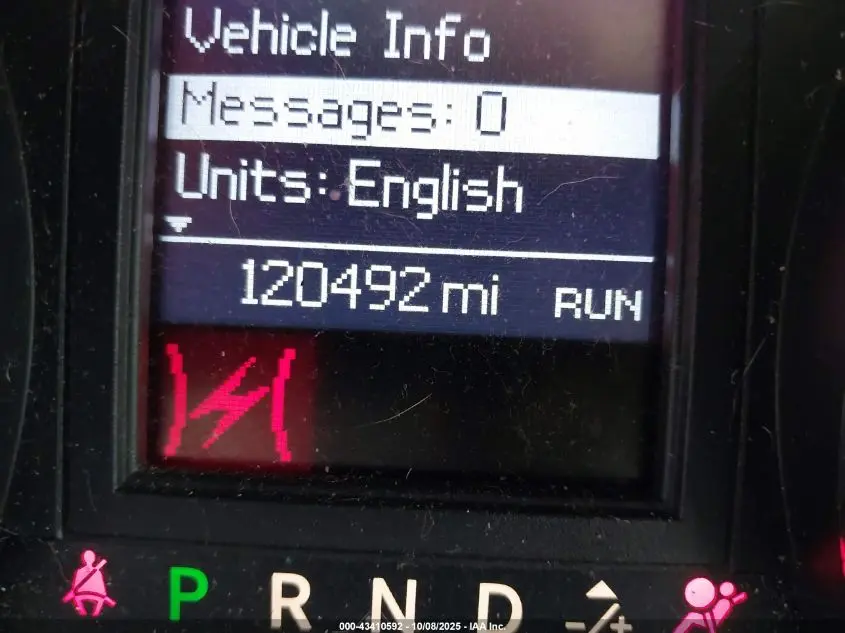 Vehicle Info
Messages: 0
Units: English
120492 mi RUN
P R N D -/+
000-43410592 - 10/08/2025 - IAA Inc.